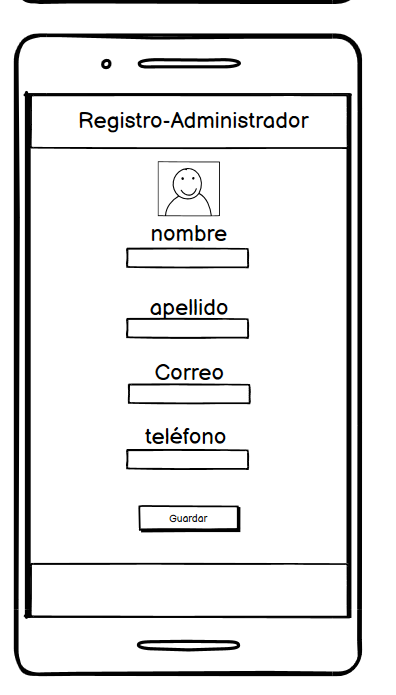 Registro-Administrador
nombre
apellido
Correo
teléfono
Guardar